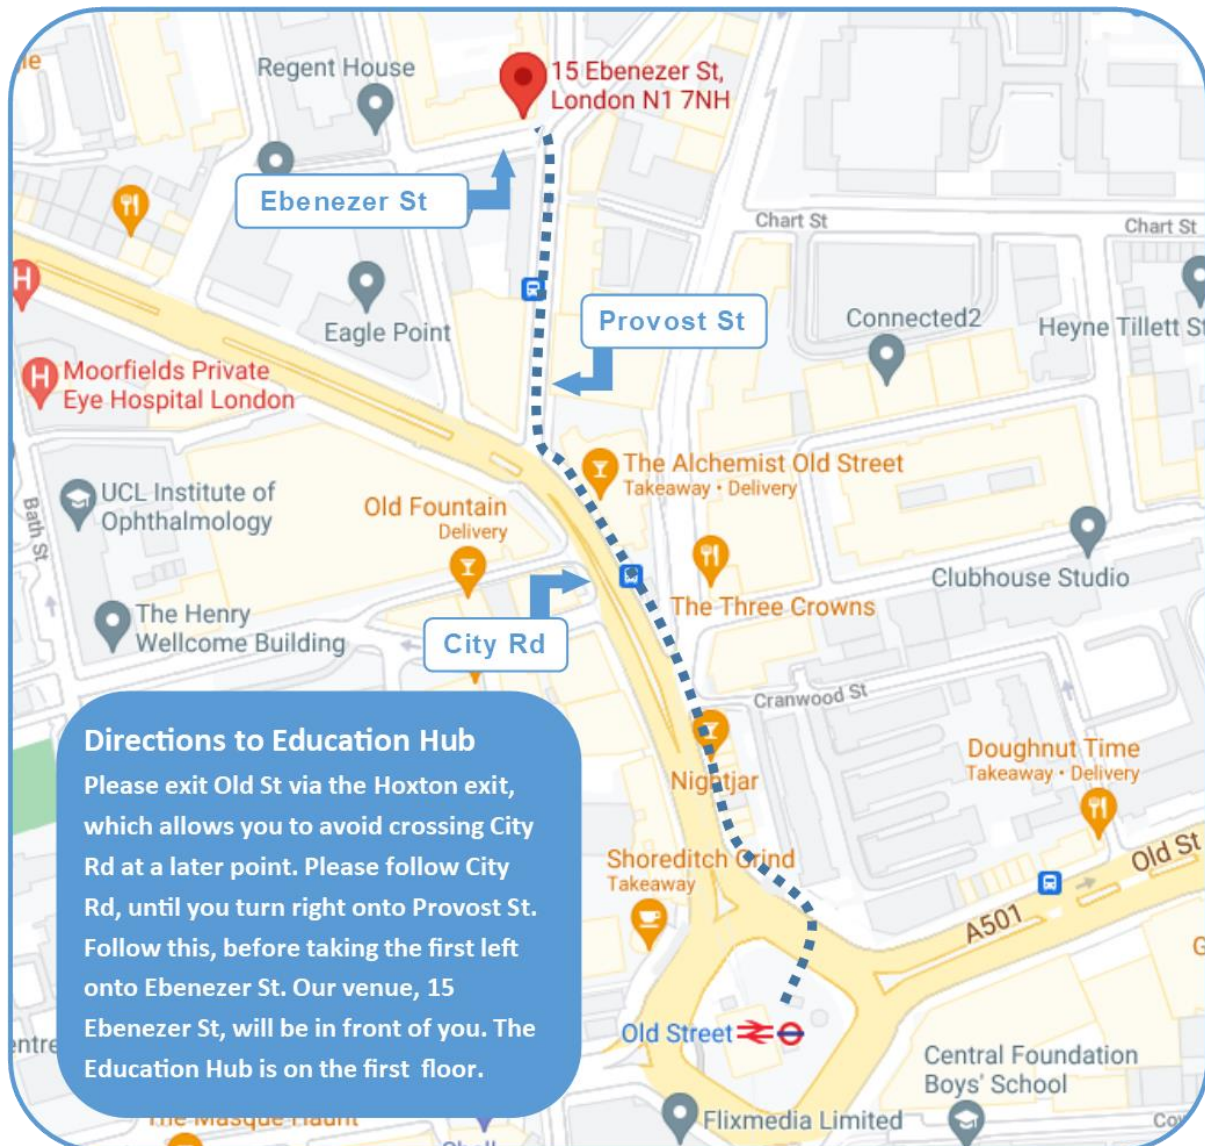 Regent House
15 Ebenezer St,
London N1 7NH
Ebenezer St
Chart St
Chart St
Provost St
Connected2
Heyne Tillett St
Eagle Point
H
H
Moorfields Private
Eye Hospital London
The Alchemist Old Street
Takeaway • Delivery
UCL Institute of
Ophthalmology
Old Fountain
Delivery
Bath St
Clubhouse Studio
The Three Crowns
The Henry
Wellcome Building
City Rd
Cranwood St
Directions to Education Hub
Please exit Old St via the Hoxton exit,
which allows you to avoid crossing City
Rd at a later point. Please follow City
Rd, until you turn right onto Provost St.
Follow this, before taking the first left
onto Ebenezer St. Our venue, 15
Ebenezer St, will be in front of you. The
Education Hub is on the first floor.
Nightjar
Doughnut Time
Takeaway • Delivery
Shoreditch Grind
Takeaway
Old St
A501
Old Street
Central Foundation
Boys' School
Flixmedia Limited
The Masque Haunt